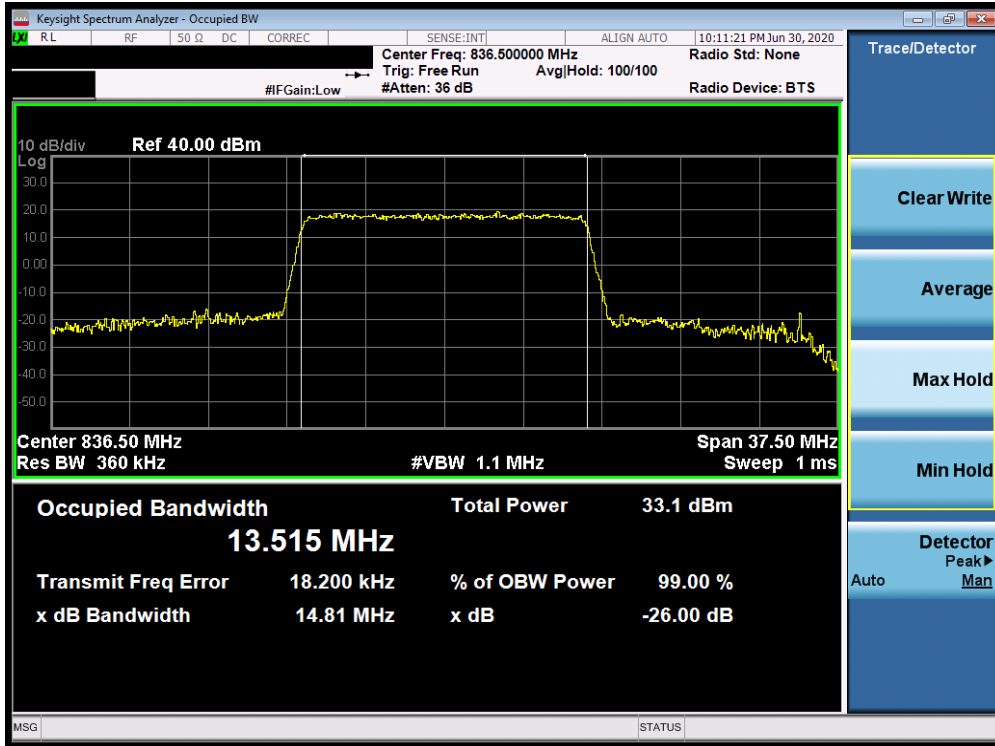 Keysight Spectrum Analyzer - Occupied BW
LXI RL RF 50 Ω DC CORREC SENSE:INT ALIGN AUTO 10:11:21 PM Jun 30, 2020
Center Freq: 836.500000 MHz Radio Std: None
Trig: Free Run Avg|Hold: 100/100
#IFGain:Low #Atten: 36 dB Radio Device: BTS
10 dB/div Ref 40.00 dBm
Log
30.0
20.0
10.0
0.00
-10.0
-20.0
-30.0
-40.0
-50.0
Center 836.50 MHz Span 37.50 MHz
Res BW 360 kHz #VBW 1.1 MHz Sweep 1 ms
Occupied Bandwidth Total Power 33.1 dBm
13.515 MHz
Transmit Freq Error 18.200 kHz % of OBW Power 99.00 %
x dB Bandwidth 14.81 MHz x dB -26.00 dB
MSG STATUS
Trace/Detector
Clear Write
Average
Max Hold
Min Hold
Detector
Peak▶
Auto Man